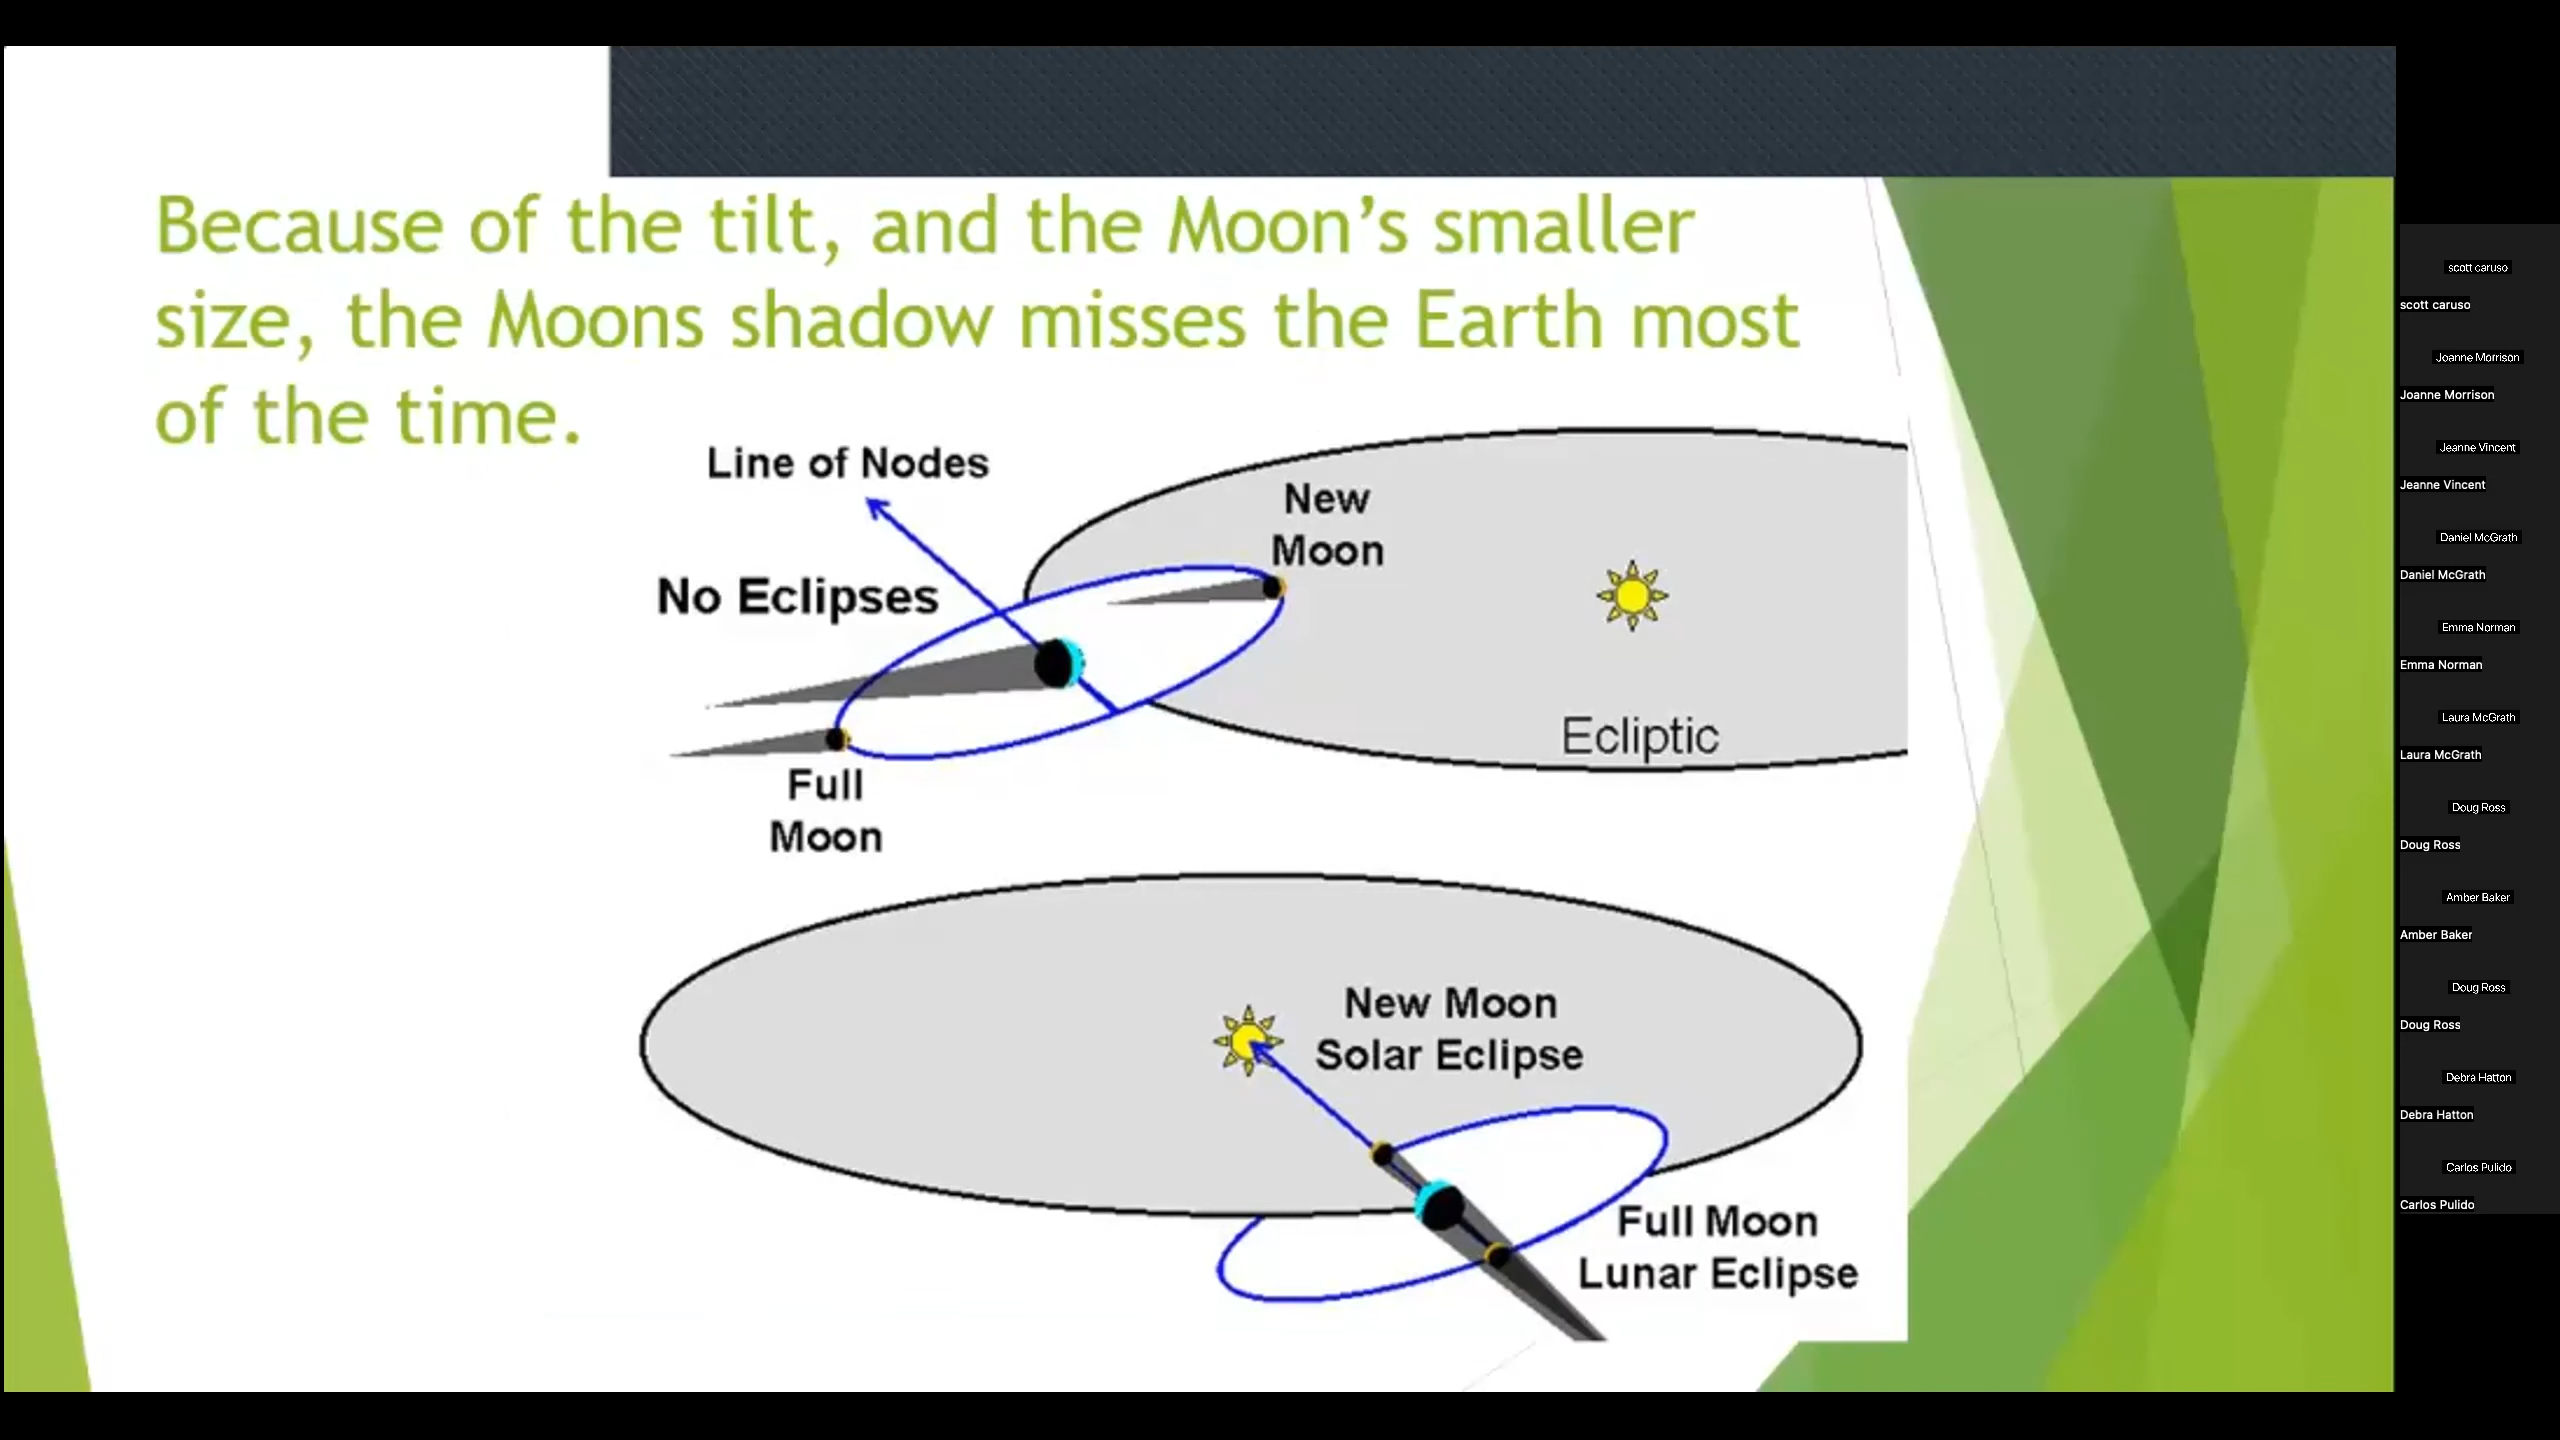 Because of the tilt, and the Moon's smaller
size, the Moons shadow misses the Earth most
of the time.
Line of Nodes
New
Moon
No Eclipses
Ecliptic
Full
Moon
New Moon
Solar Eclipse
Full Moon
Lunar Eclipse
scott caruso
scott caruso
Joanne Morrison
Joanne Morrison
Jeanne Vincent
Jeanne Vincent
Daniel McGrath
Daniel McGrath
Emma Norman
Emma Norman
Laura McGrath
Laura McGrath
Doug Ross
Doug Ross
Amber Baker
Amber Baker
Doug Ross
Doug Ross
Debra Hatton
Debra Hatton
Carlos Pulido
Carlos Pulido